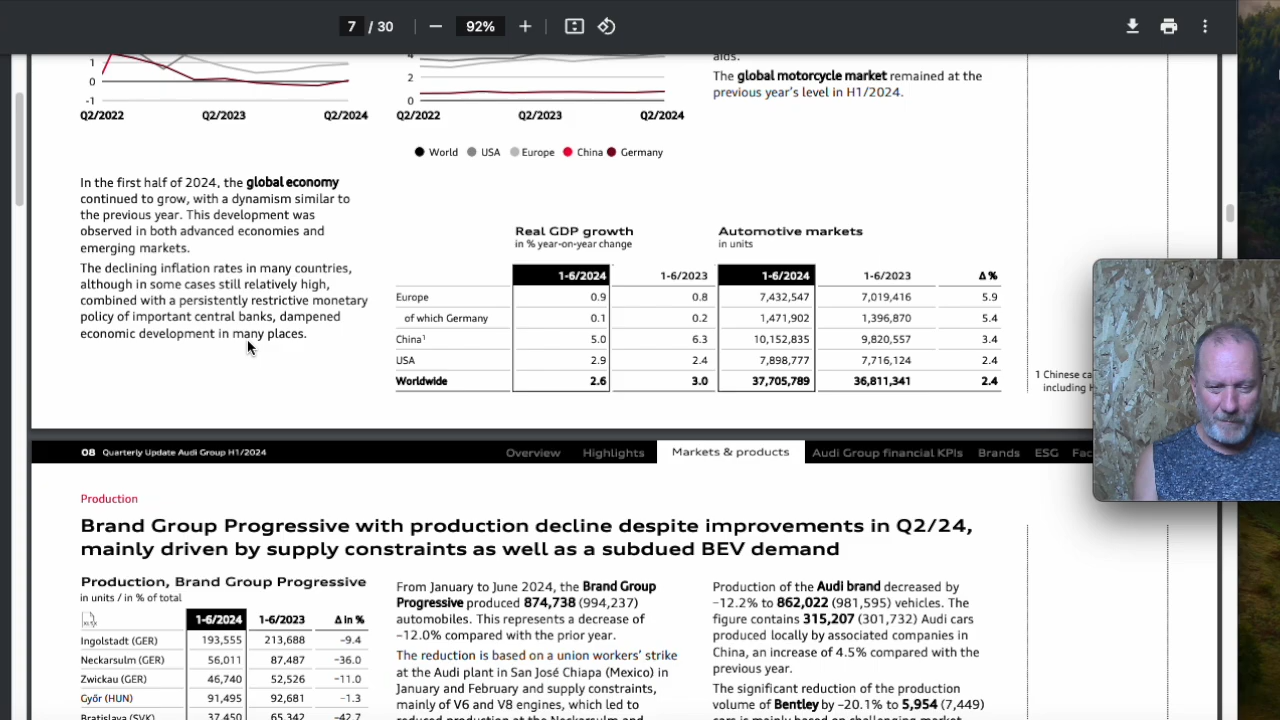 7 / 30
92%
1
0
-1
Q2/2022
Q2/2023
Q2/2024
2
0
Q2/2022
Q2/2023
Q2/2024
World USA Europe China Germany
aids.
The global motorcycle market remained at the
previous year's level in H1/2024.
In the first half of 2024, the global economy
continued to grow, with a dynamism similar to
the previous year. This development was
observed in both advanced economies and
emerging markets.
The declining inflation rates in many countries,
although in some cases still relatively high,
combined with a persistently restrictive monetary
policy of important central banks, dampened
economic development in many places.
Real GDP growth
in % year-on-year change
Automotive markets
in units
1-6/2024 1-6/2023 1-6/2024 1-6/2023 Δ %
Europe 0.9 0.8 7,432,547 7,019,416 5.9
of which Germany 0.1 0.2 1,471,902 1,396,870 5.4
China¹ 5.0 6.3 10,152,835 9,820,557 3.4
USA 2.9 2.4 7,898,777 7,716,124 2.4
Worldwide 2.6 3.0 37,705,789 36,811,341 2.4
1 Chinese ca
including
08 Quarterly Update Audi Group H1/2024
Overview Highlights Markets & products Audi Group financial KPIs Brands ESG Fac
Production
Brand Group Progressive with production decline despite improvements in Q2/24,
mainly driven by supply constraints as well as a subdued BEV demand
Production, Brand Group Progressive
in units / in % of total
1-6/2024 1-6/2023 Δ in %
Ingolstadt (GER) 193,555 213,688 –9.4
Neckarsulm (GER) 56,011 87,487 –36.0
Zwickau (GER) 46,740 52,526 –11.0
Győr (HUN) 91,495 92,681 –1.3
Bratislava (SVK) 37,450 65,342 –42.7
From January to June 2024, the Brand Group
Progressive produced 874,738 (994,237)
automobiles. This represents a decrease of
–12.0% compared with the prior year.
The reduction is based on a union workers' strike
at the Audi plant in San José Chiapa (Mexico) in
January and February and supply constraints,
mainly of V6 and V8 engines, which led to
reduced production at the Neckarsulm and
Production of the Audi brand decreased by
–12.2% to 862,022 (981,595) vehicles. The
figure contains 315,207 (301,732) Audi cars
produced locally by associated companies in
China, an increase of 4.5% compared with the
previous year.
The significant reduction of the production
volume of Bentley by –20.1% to 5,954 (7,449)
cars is mainly based on challenging market